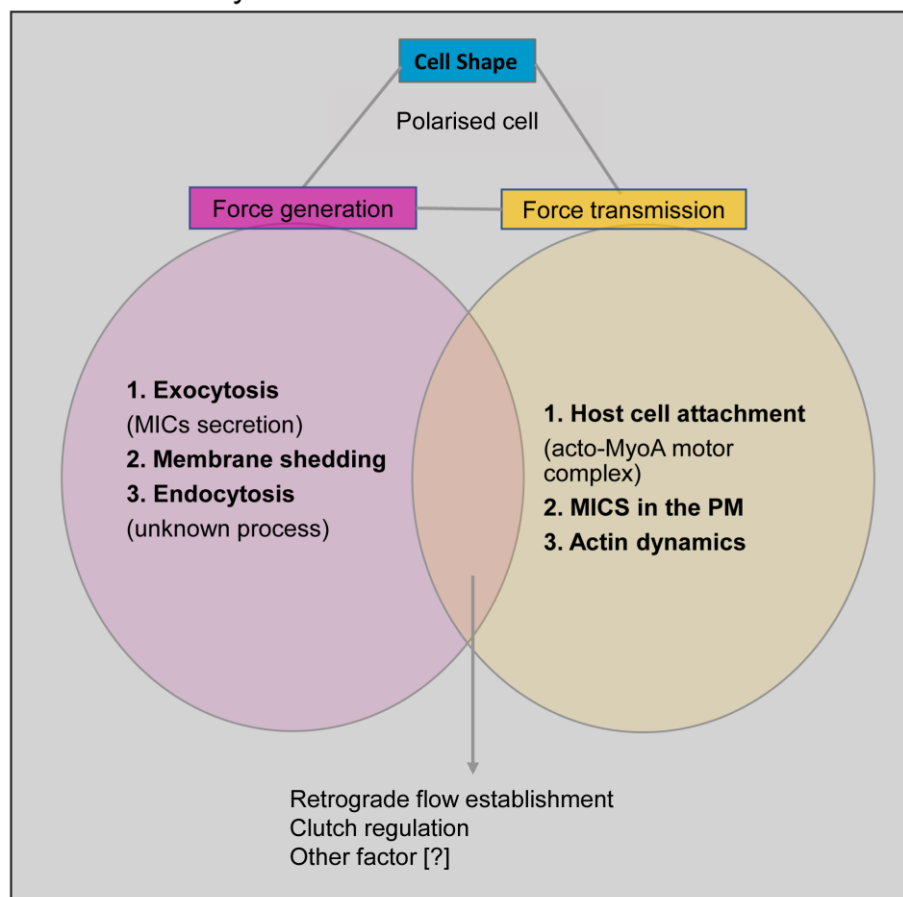 Cell Shape
Polarised cell
Force generation
Force transmission
1. Exocytosis
(MICs secretion)
2. Membrane shedding
3. Endocytosis
(unknown process)
1. Host cell attachment
(acto-MyoA motor
complex)
2. MICS in the PM
3. Actin dynamics
Retrograde flow establishment
Clutch regulation
Other factor [?]